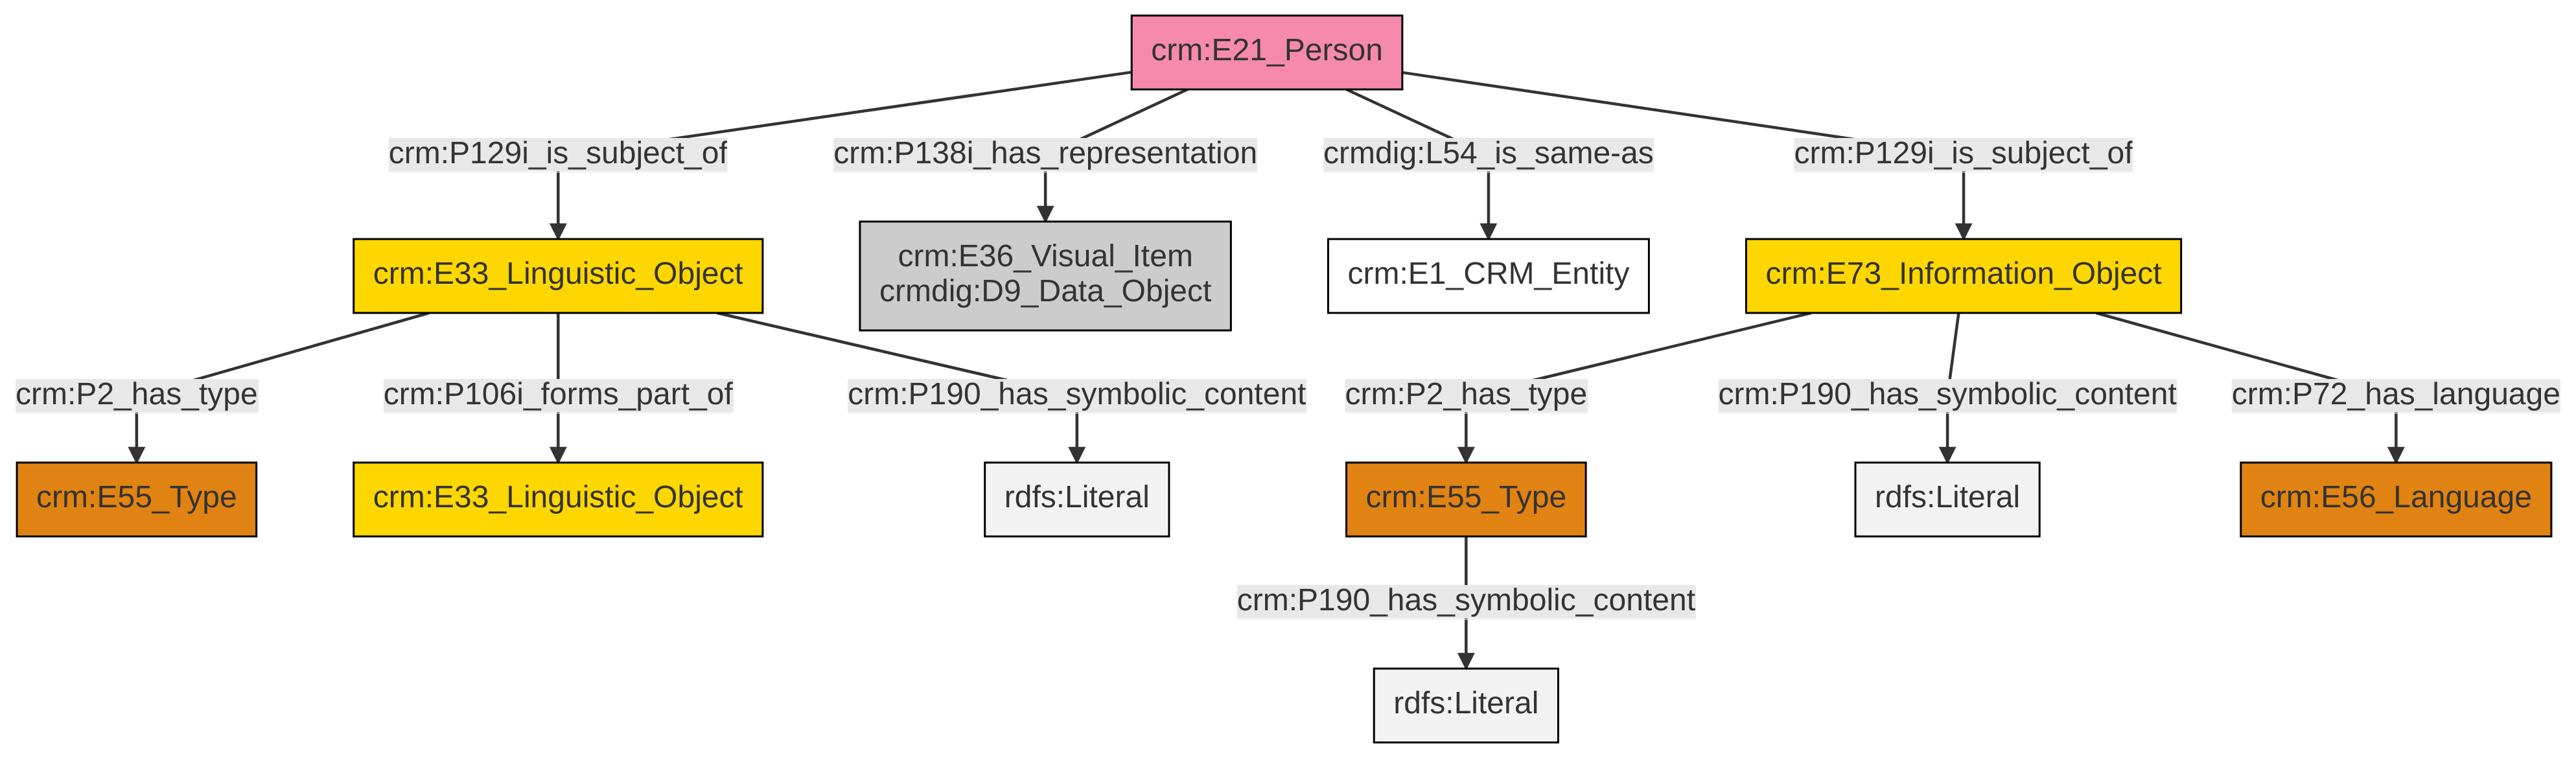 crm:E21_Person
crm:P129i_is_subject_of
crm:P138i_has_representation
crmdig:L54_is_same-as
crm:P129i_is_subject_of
crm:E33_Linguistic_Object
crm:E36_Visual_Item
crmdig:D9_Data_Object
crm:E1_CRM_Entity
crm:E73_Information_Object
crm:P2_has_type
crm:P106i_forms_part_of
crm:P190_has_symbolic_content
crm:P2_has_type
crm:P190_has_symbolic_content
crm:P72_has_language
crm:E55_Type
crm:E33_Linguistic_Object
rdfs:Literal
crm:E55_Type
rdfs:Literal
crm:E56_Language
crm:P190_has_symbolic_content
rdfs:Literal